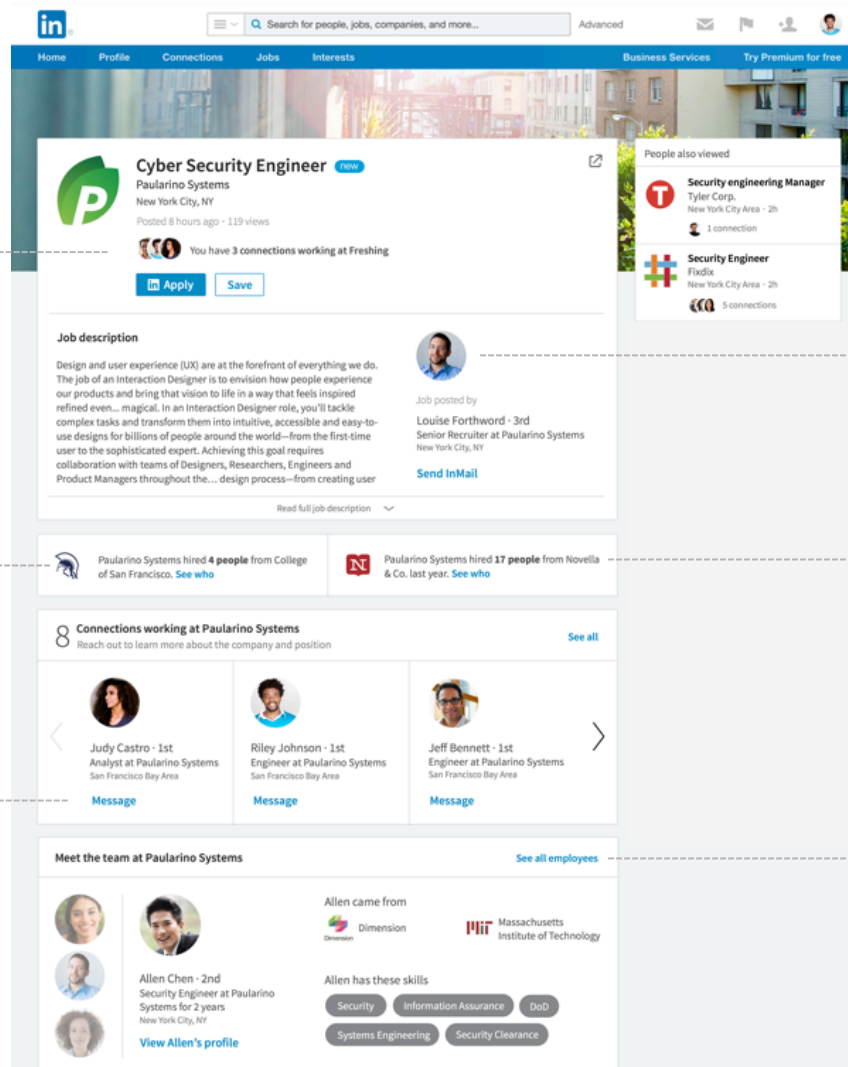 in
Search for people, jobs, companies, and more...
Advanced
Home Profile Connections Jobs Interests Business Services Try Premium for free
P
Cyber Security Engineer new
Paularino Systems
New York City, NY
Posted 8 hours ago - 119 views
You have 3 connections working at Freshing
in Apply
Save
People also viewed
T
Security engineering Manager
Tyler Corp.
New York City Area - 2h
1 connection
Security Engineer
Fixdix
New York City Area - 2h
5 connections
Job description
Design and user experience (UX) are at the forefront of everything we do.
The job of an Interaction Designer is to envision how people experience
our products and bring that vision to life in a way that feels inspired
refined even... magical. In an Interaction Designer role, you'll tackle
complex tasks and transform them into intuitive, accessible and easy-to-
use designs for billions of people around the world—from the first-time
user to the sophisticated expert. Achieving this goal requires
collaboration with teams of Designers, Researchers, Engineers and
Product Managers throughout the... design process—from creating user
Job posted by
Louise Forthword · 3rd
Senior Recruiter at Paularino Systems
New York City, NY
Send InMail
Read full job description
Paularino Systems hired 4 people from College
of San Francisco. See who
N
Paularino Systems hired 17 people from Novella
& Co. last year. See who
8 Connections working at Paularino Systems
Reach out to learn more about the company and position
See all
Judy Castro · 1st
Analyst at Paularino Systems
San Francisco Bay Area
Message
Riley Johnson · 1st
Engineer at Paularino Systems
San Francisco Bay Area
Message
Jeff Bennett · 1st
Engineer at Paularino Systems
San Francisco Bay Area
Message
Meet the team at Paularino Systems
See all employees
Allen Chen · 2nd
Security Engineer at Paularino
Systems for 2 years
New York City, NY
View Allen's profile
Allen came from
Dimension
Dimension
MIT
Massachusetts
Institute of Technology
Allen has these skills
Security Information Assurance DoD
Systems Engineering Security Clearance